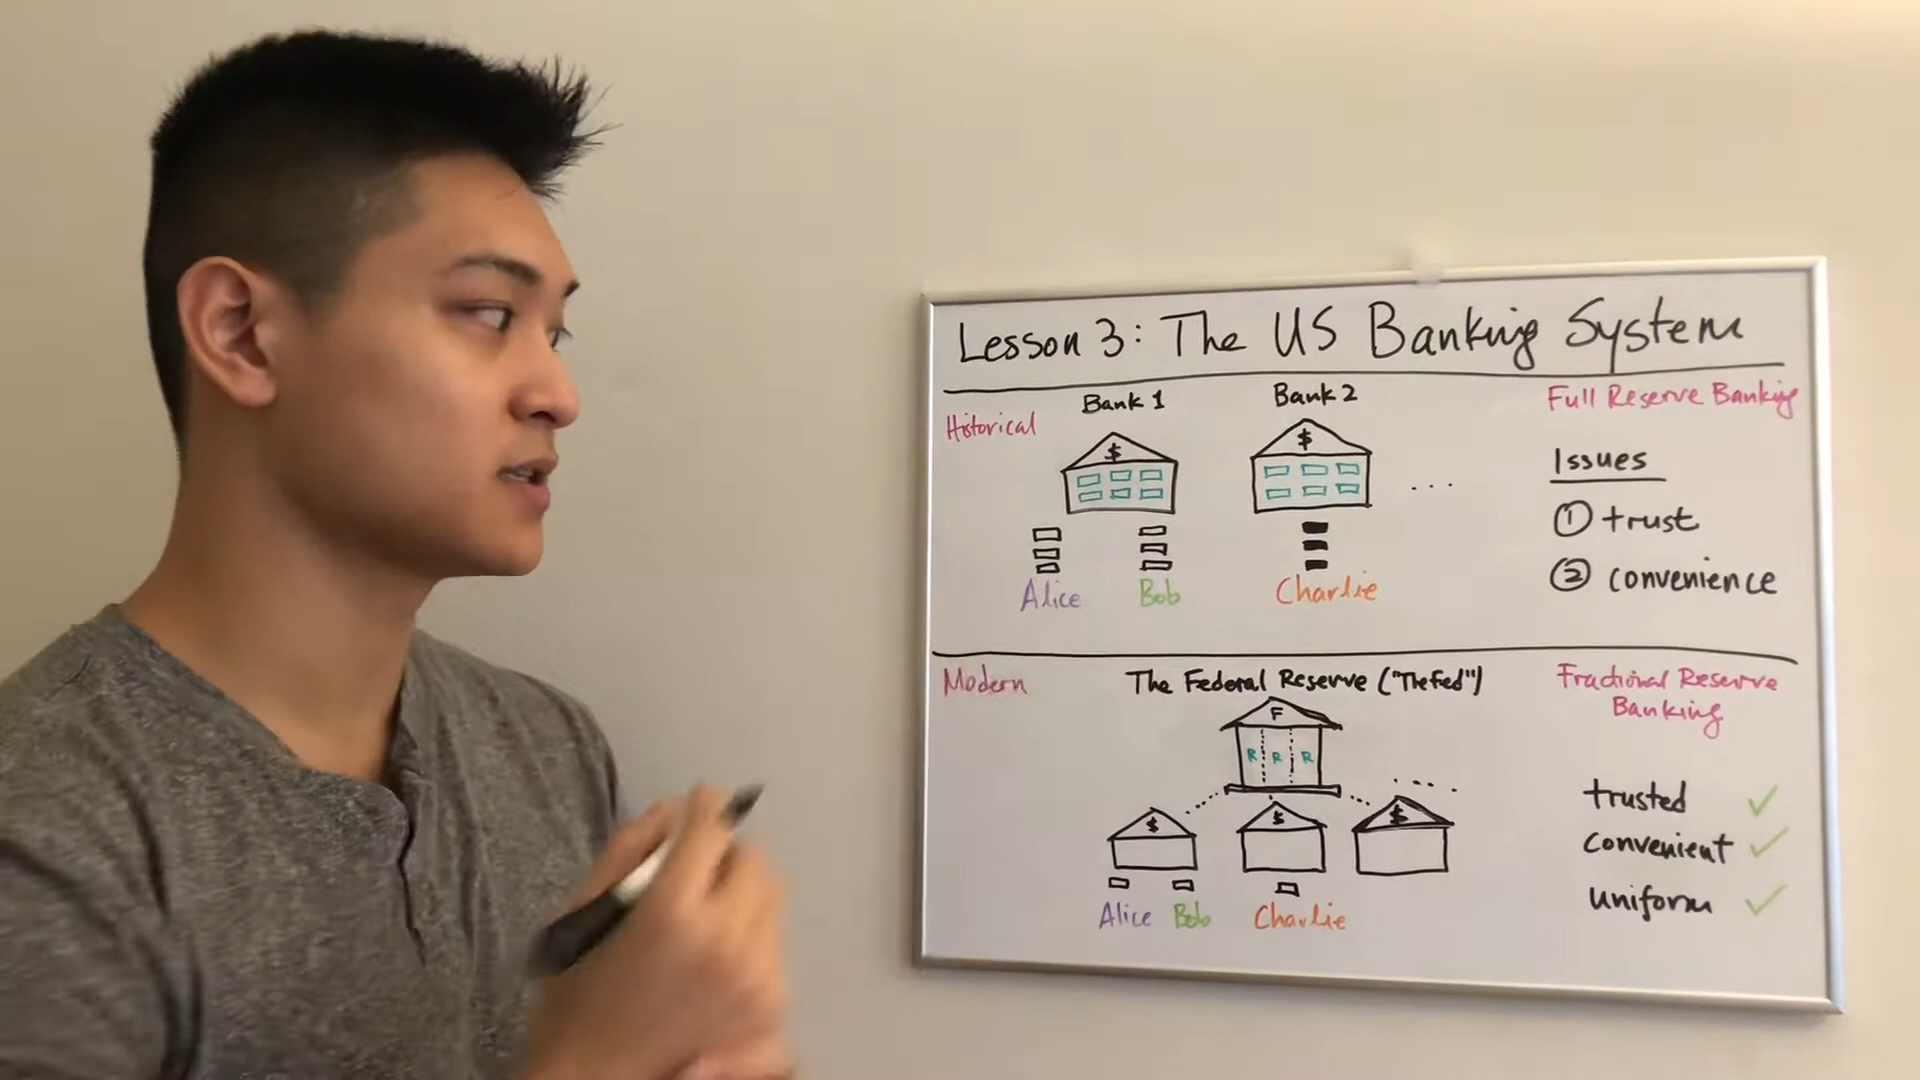 Lesson 3: The US Banking System
Historical
Bank 1
Bank 2
Full Reserve Banking
$
$
Issues
① trust
② convenience
...
Alice
Bob
Charlie
Modern
The Federal Reserve ("The Fed")
Fractional Reserve
Banking
F
R R R
$
$
$
trusted ✓
convenient ✓
uniform ✓
Alice
Bob
Charlie